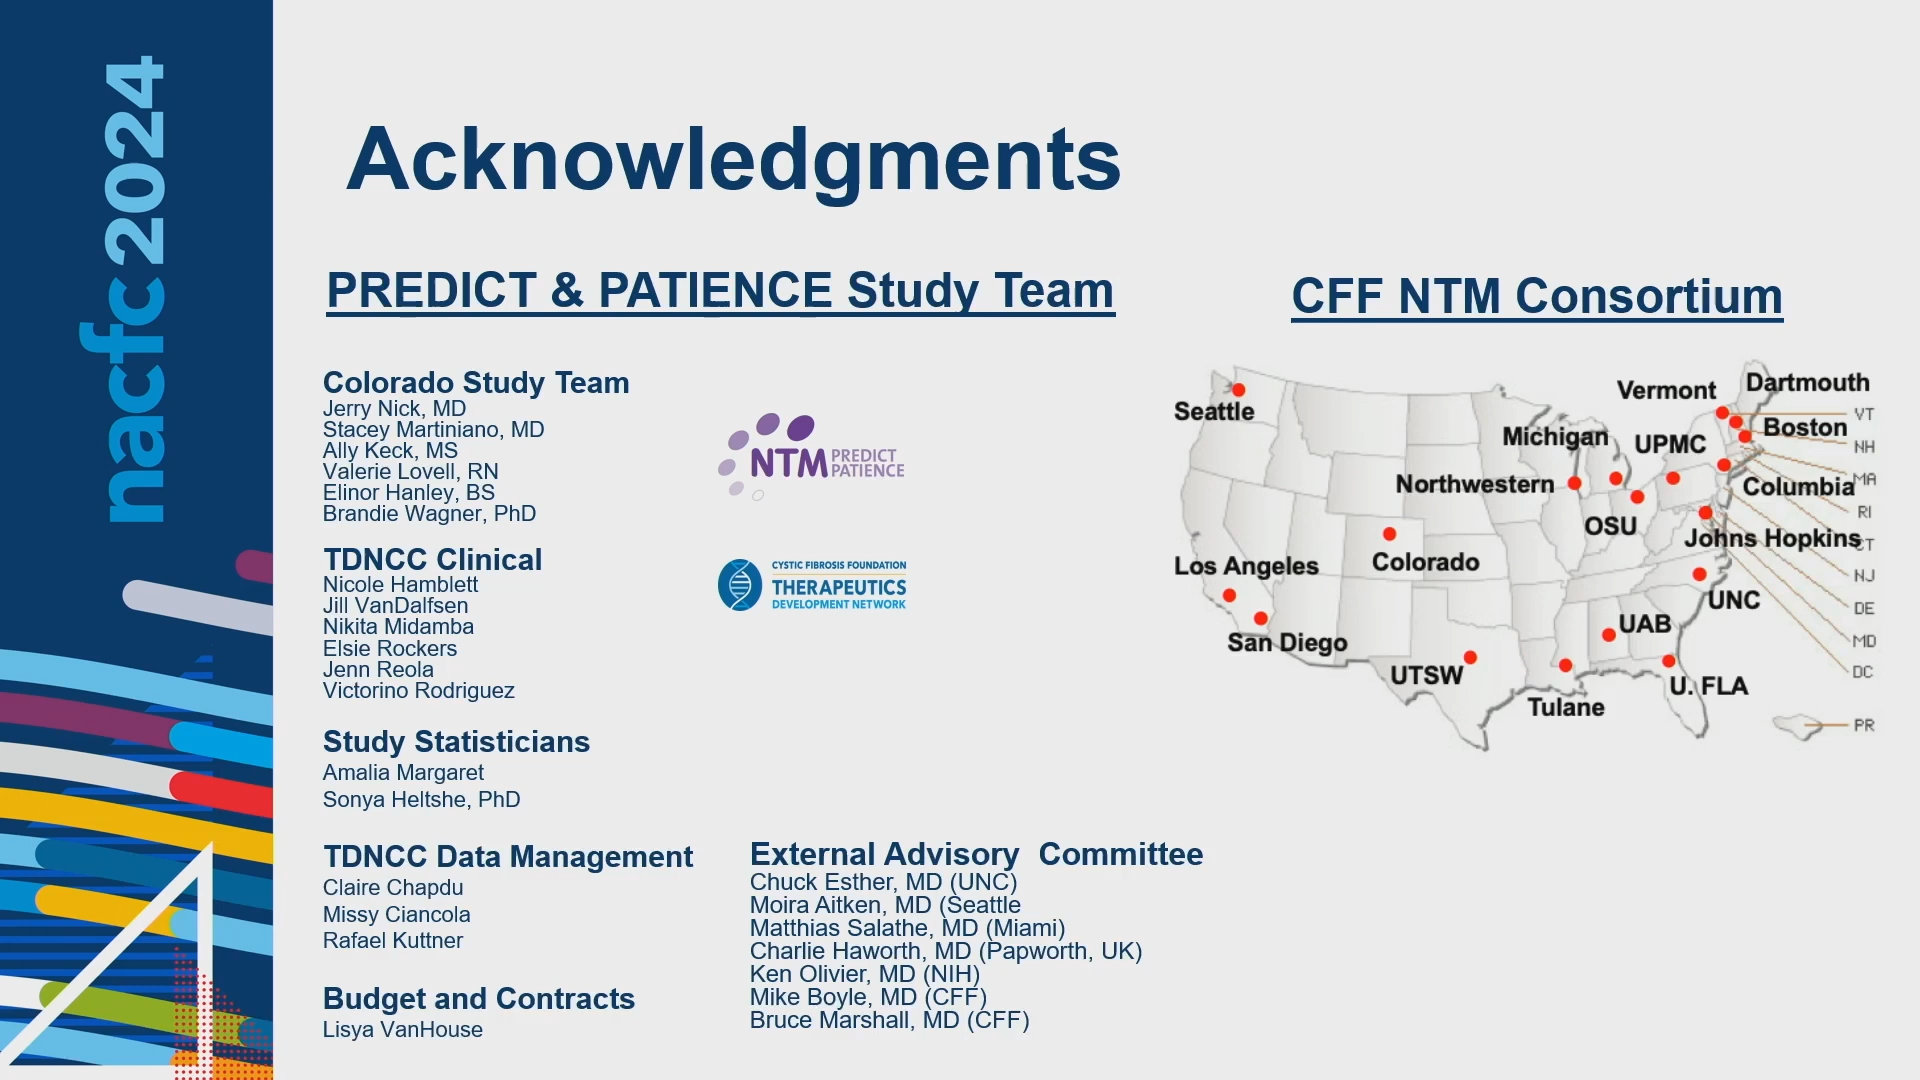 nacfc2024
Acknowledgments
PREDICT & PATIENCE Study Team
Colorado Study Team
Jerry Nick, MD
Stacey Martiniano, MD
Ally Keck, MS
Valerie Lovell, RN
Elinor Hanley, BS
Brandie Wagner, PhD
TDNCC Clinical
Nicole Hamblett
Jill VanDalfsen
Nikita Midamba
Elsie Rockers
Jenn Reola
Victorino Rodriguez
Study Statisticians
Amalia Margaret
Sonya Heltshe, PhD
TDNCC Data Management
Claire Chapdu
Missy Ciancola
Rafael Kuttner
Budget and Contracts
Lisya VanHouse
NTM PREDICT
PATIENCE
CYSTIC FIBROSIS FOUNDATION
THERAPEUTICS
DEVELOPMENT NETWORK
External Advisory  Committee
Chuck Esther, MD (UNC)
Moira Aitken, MD (Seattle
Matthias Salathe, MD (Miami)
Charlie Haworth, MD (Papworth, UK)
Ken Olivier, MD (NIH)
Mike Boyle, MD (CFF)
Bruce Marshall, MD (CFF)
CFF NTM Consortium
Seattle
Vermont
Dartmouth
VT
Boston
Michigan
UPMC
NH
Northwestern
Columbia
MA
RI
OSU
Johns Hopkins
CT
Los Angeles
Colorado
NJ
UNC
DE
San Diego
UAB
MD
UTSW
U. FLA
DC
Tulane
PR